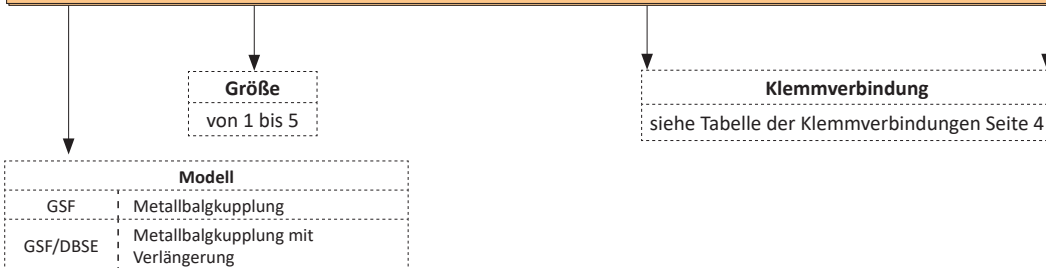 Größe
von 1 bis 5
Klemmverbindung
siehe Tabelle der Klemmverbindungen Seite 4
Modell
GSF Metallbalgkupplung
GSF/DBSE Metallbalgkupplung mit
Verlängerung